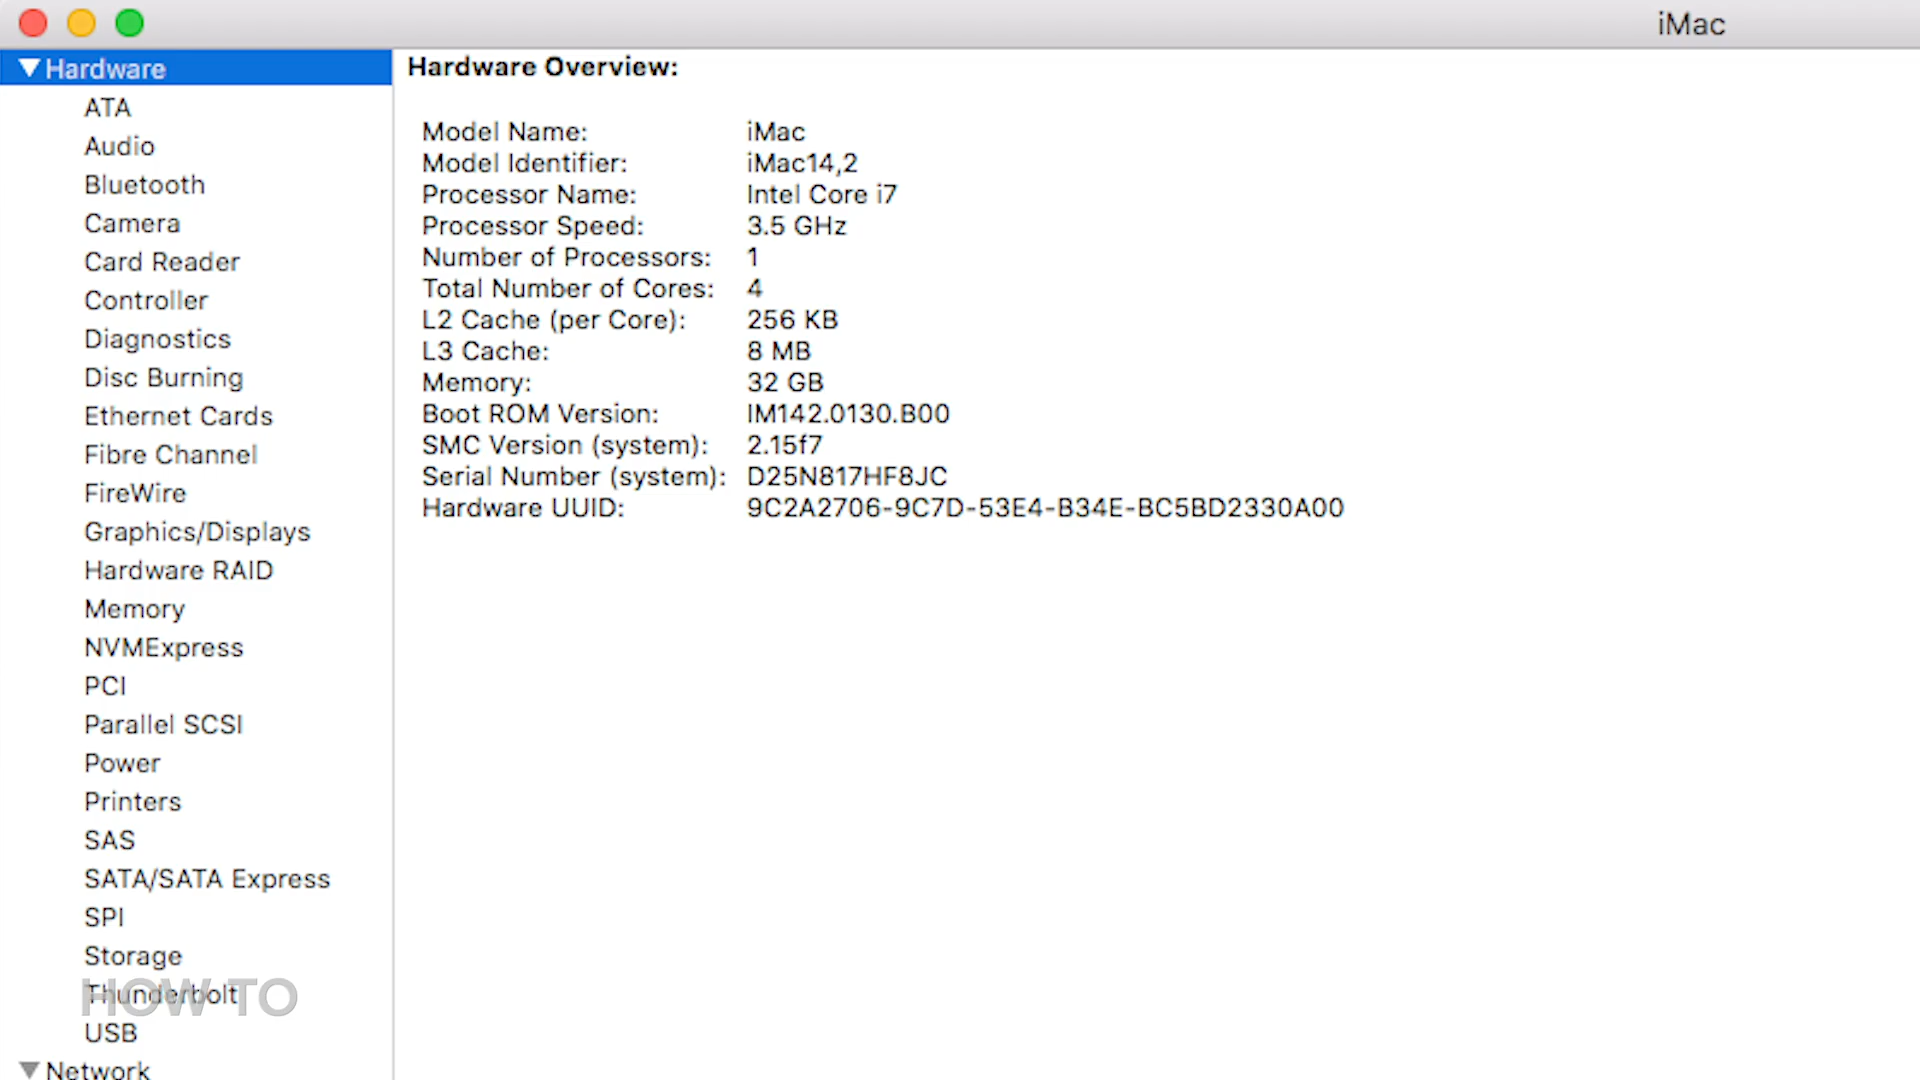 iMac
Hardware
ATA
Audio
Bluetooth
Camera
Card Reader
Controller
Diagnostics
Disc Burning
Ethernet Cards
Fibre Channel
FireWire
Graphics/Displays
Hardware RAID
Memory
NVMExpress
PCI
Parallel SCSI
Power
Printers
SAS
SATA/SATA Express
SPI
Storage
Thunderbolt
HOW TO
USB
Network
Hardware Overview:
Model Name: iMac
Model Identifier: iMac14,2
Processor Name: Intel Core i7
Processor Speed: 3.5 GHz
Number of Processors: 1
Total Number of Cores: 4
L2 Cache (per Core): 256 KB
L3 Cache: 8 MB
Memory: 32 GB
Boot ROM Version: IM142.0130.B00
SMC Version (system): 2.15f7
Serial Number (system): D25N817HF8JC
Hardware UUID: 9C2A2706-9C7D-53E4-B34E-BC5BD2330A00